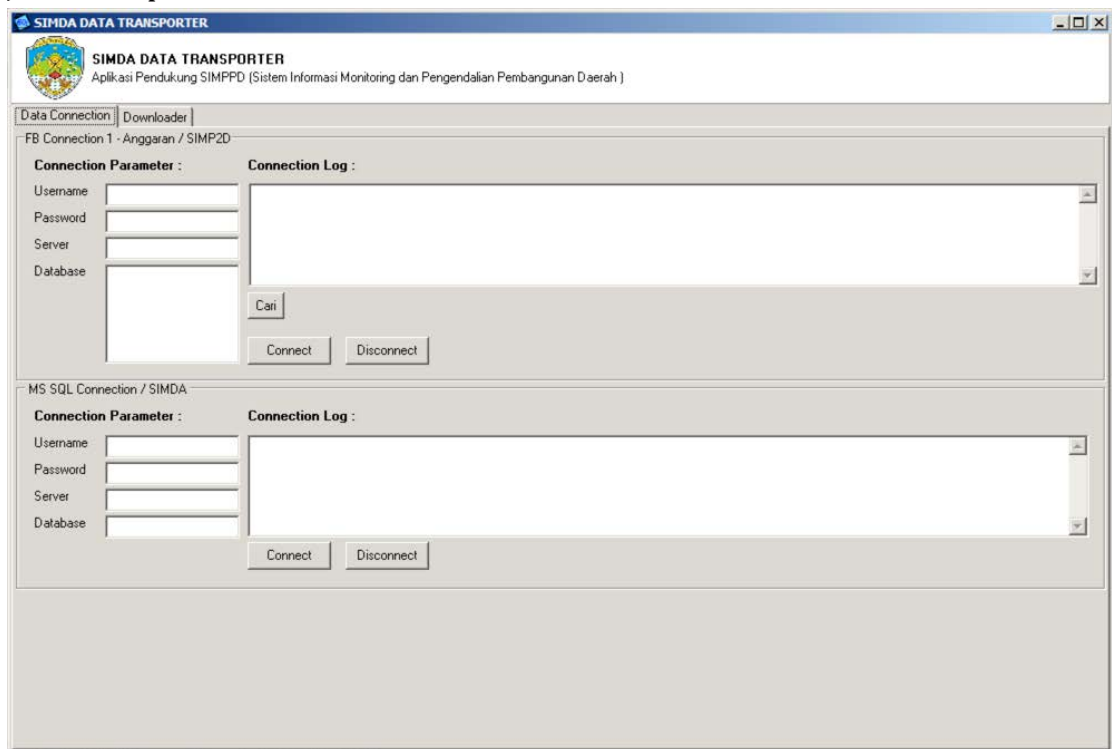 SIMDA DATA TRANSPORTER
SIMDA DATA TRANSPORTER
Aplikasi Pendukung SIMPPD (Sistem Informasi Monitoring dan Pengendalian Pembangunan Daerah )
Data Connection Downloader
FB Connection 1 - Anggaran / SIMP2D
Connection Parameter : Connection Log :
Username
Password
Server
Database
Cari
Connect Disconnect
MS SQL Connection / SIMDA
Connection Parameter : Connection Log :
Username
Password
Server
Database
Connect Disconnect